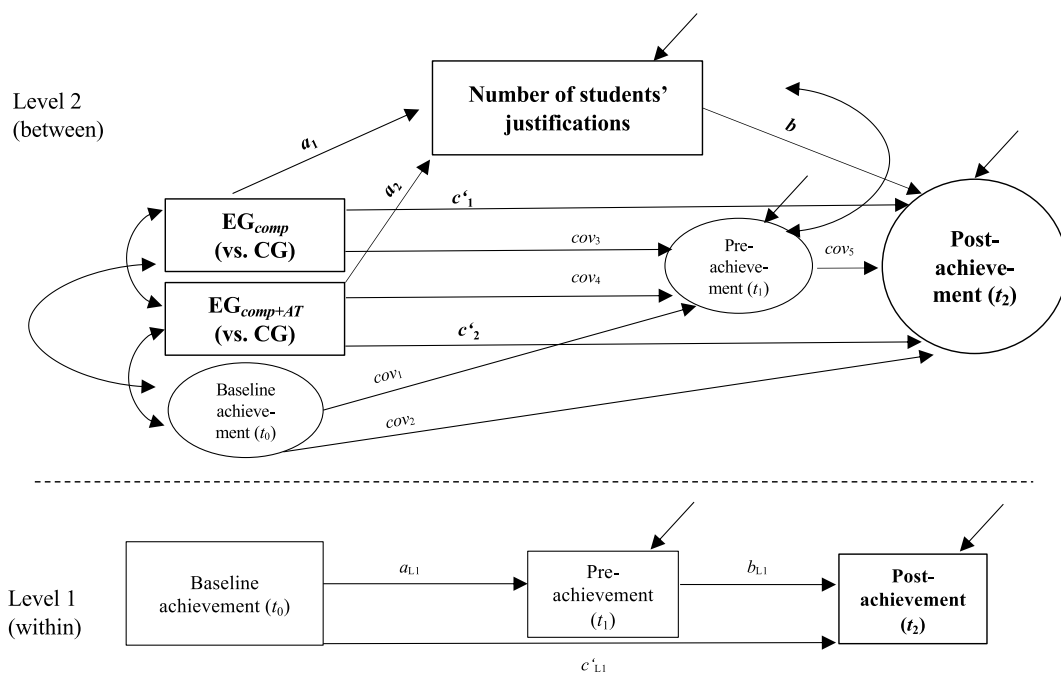 Level 2
(between)
Number of students’
justifications
a1
a2
b
EGcomp
(vs. CG)
c‘1
cov3
Pre-
achieve-
ment (t1)
cov5
Post-
achieve-
ment (t2)
EGcomp+AT
(vs. CG)
cov4
c‘2
Baseline
achieve-
ment (t0)
cov1
cov2
Level 1
(within)
Baseline
achievement (t0)
aL1
Pre-
achievement
(t1)
bL1
Post-
achievement
(t2)
c‘L1